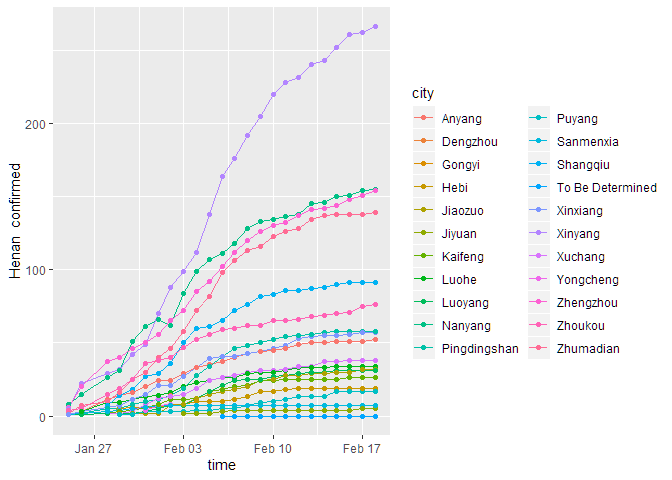 Henan confirmed
200
100
0
Jan 27
Feb 03
Feb 10
Feb 17
time
city
Anyang
Dengzhou
Gongyi
Hebi
Jiaozuo
Jiyuan
Kaifeng
Luohe
Luoyang
Nanyang
Pingdingshan
Puyang
Sanmenxia
Shangqiu
To Be Determined
Xinxiang
Xinyang
Xuchang
Yongcheng
Zhengzhou
Zhoukou
Zhumadian